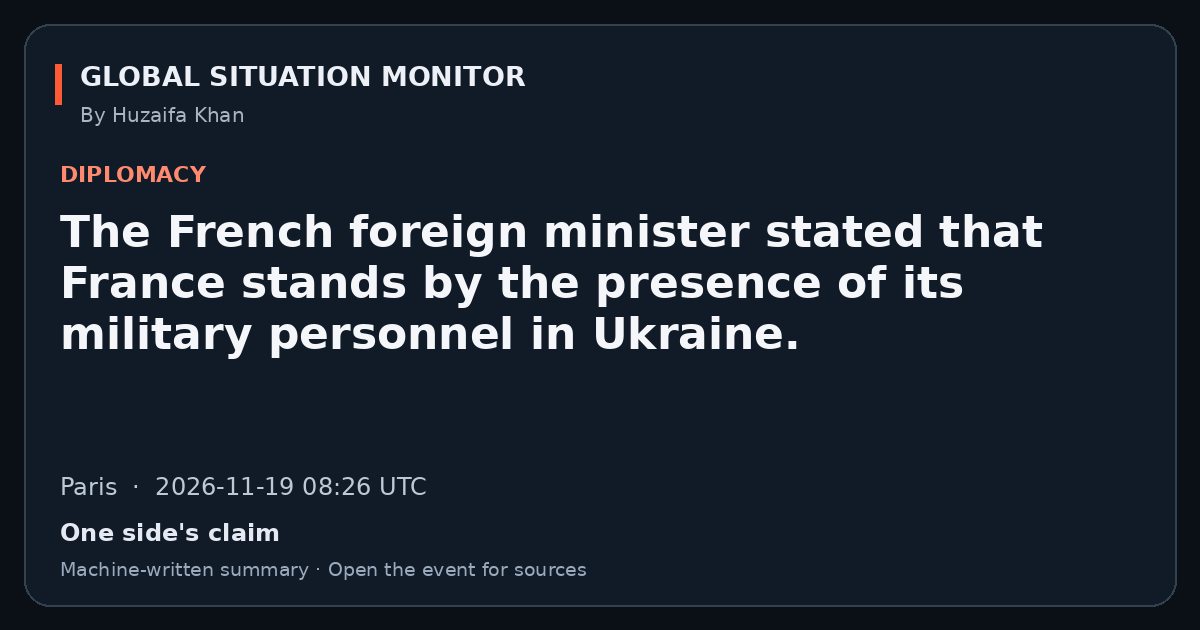 GLOBAL SITUATION MONITOR
By Huzaifa Khan
DIPLOMACY
The French foreign minister stated that
France stands by the presence of its
military personnel in Ukraine.
Paris · 2026-11-19 08:26 UTC
One side's claim
Machine-written summary · Open the event for sources